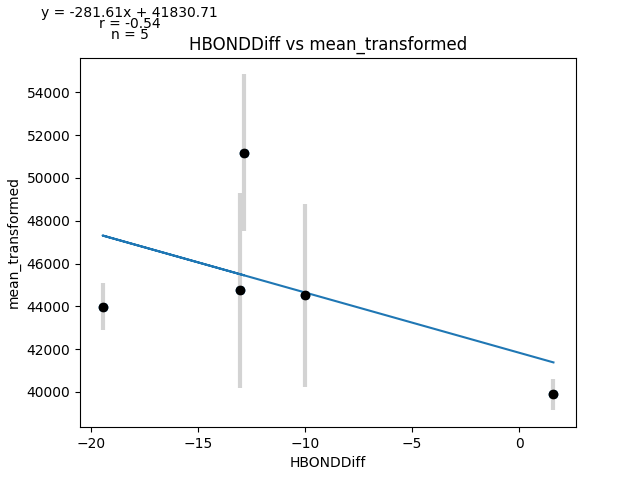 y = -281.61x + 41830.71
r = -0.54
n = 5
HBONDDiff vs mean_transformed
54000
52000
50000
48000
46000
44000
42000
40000
mean_transformed
−20
−15
−10
−5
0
HBONDDiff